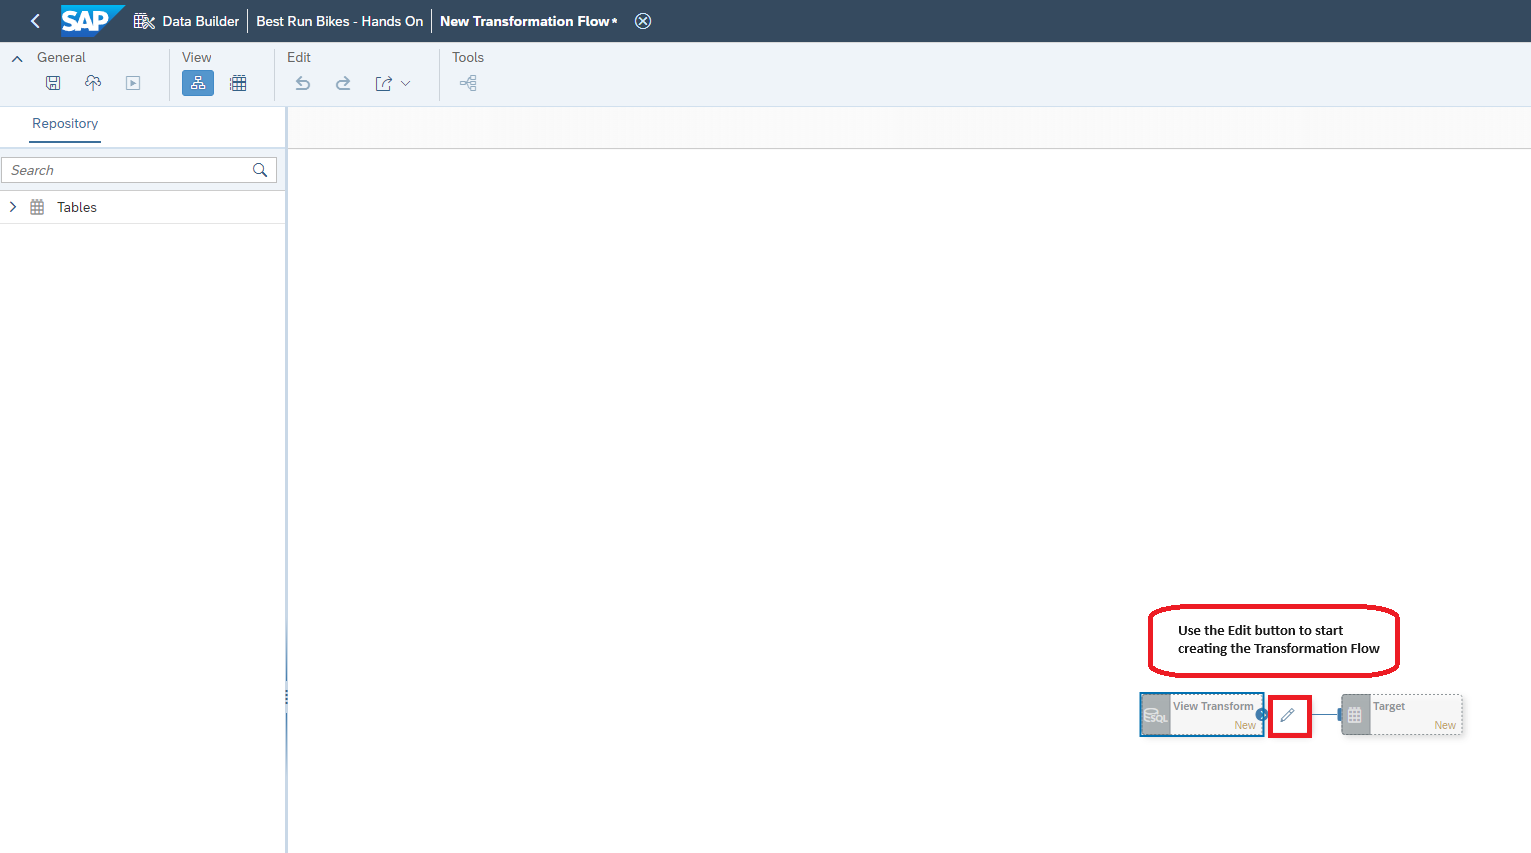 SAP Data Builder Best Run Bikes - Hands On New Transformation Flow*
General View Edit Tools
Repository
Search
Tables
Use the Edit button to start
creating the Transformation Flow
SQL View Transform New
Target New